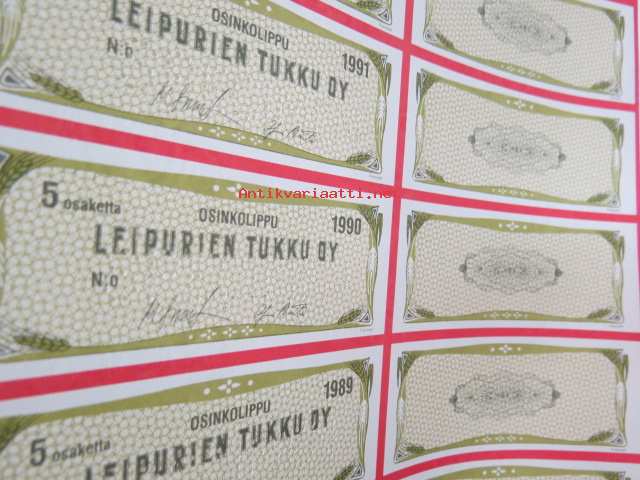 OSINKOLIPPU 1991
LEIPURIEN TUKKU OY
N:o
Antikvariaatti.ne
5 osaketta OSINKOLIPPU 1990
LEIPURIEN TUKKU OY
N:o
5 osaketta OSINKOLIPPU 1989
LEIPURIEN TUKKU OY